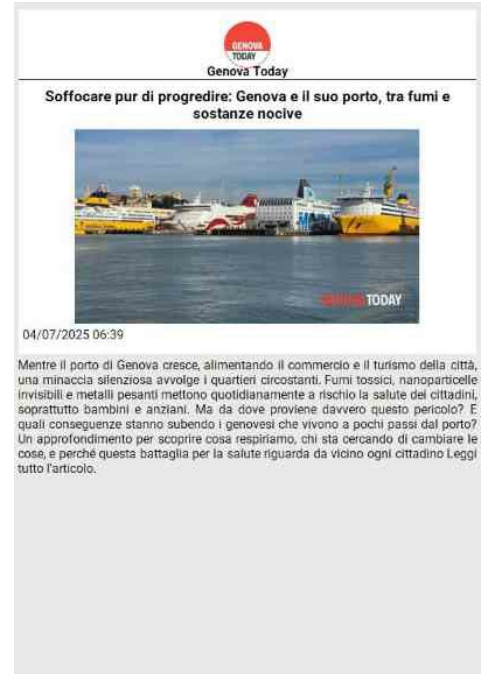 GENOVA
TODAY
Genova Today
Soffocare pur di progredire: Genova e il suo porto, tra fumi e
sostanze nocive
TODAY
04/07/2025 06:39
Mentre il porto di Genova cresce, alimentando il commercio e il turismo della città,
una minaccia silenziosa avvolge i quartieri circostanti. Fumi tossici, nanoparticelle
invisibili e metalli pesanti mettono quotidianamente a rischio la salute dei cittadini,
soprattutto bambini e anziani. Ma da dove proviene davvero questo pericolo? E
quali conseguenze stanno subendo i genovesi che vivono a pochi passi dal porto?
Un approfondimento per scoprire cosa respiriamo, chi sta cercando di cambiare le
cose, e perché questa battaglia per la salute riguarda da vicino ogni cittadino Leggi
tutto l'articolo.